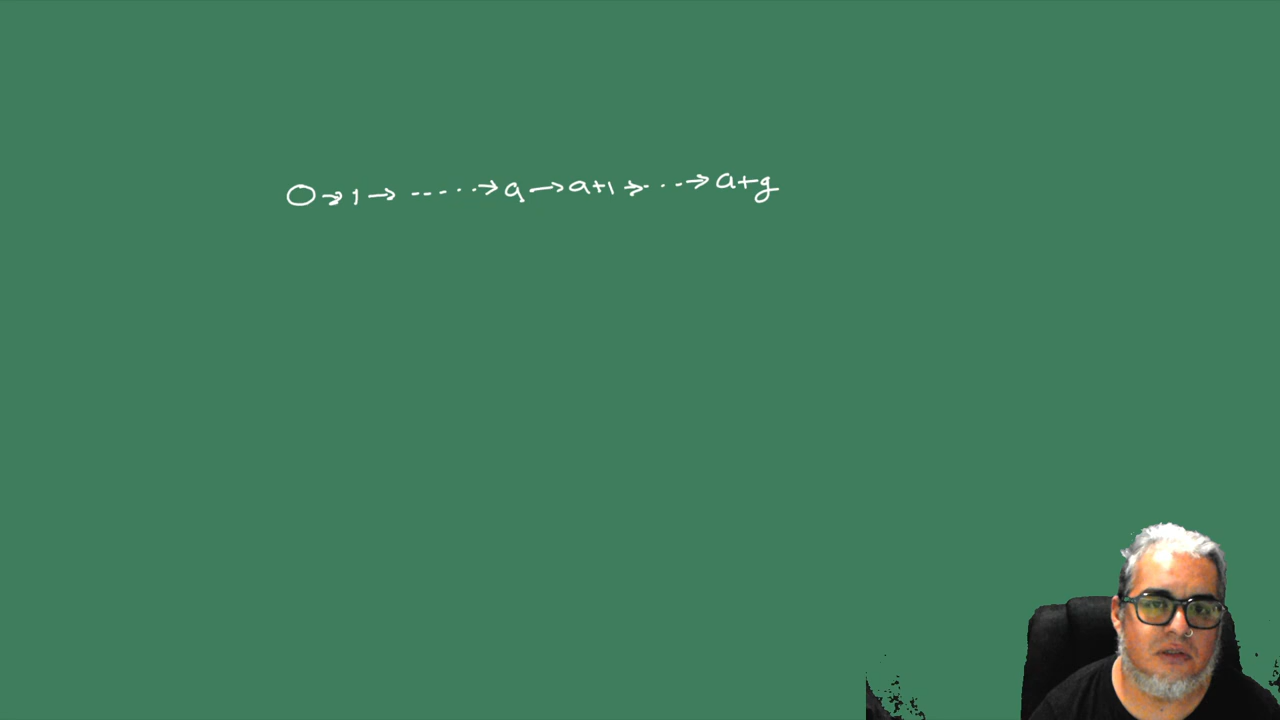 0 → 1 → ...... → a → a+1 → ... → a+g